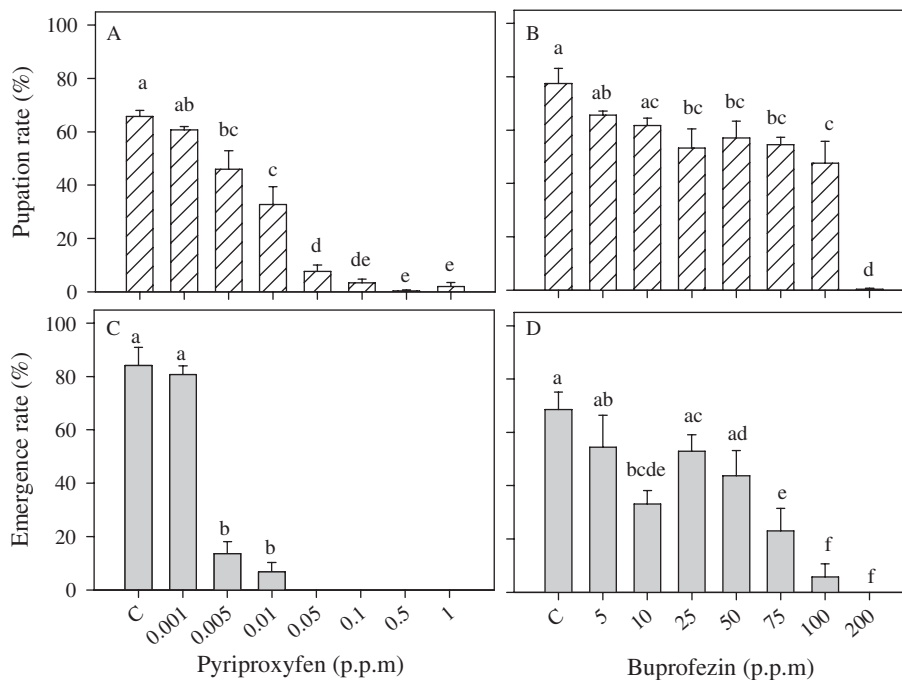 100
A
B
a
a
80
ab
ab
ac
bc
bc
bc
60
bc
c
c
40
20
d
de
e
e
d
0
Pupation rate (%)
100
C
D
a
a
a
80
ab
ac
ad
60
bcde
e
40
b
b
f
f
20
0
Emergence rate (%)
C 0.001 0.005 0.01 0.05 0.1 0.5 1
C 5 10 25 50 75 100 200
Pyriproxyfen (p.p.m)
Buprofezin (p.p.m)